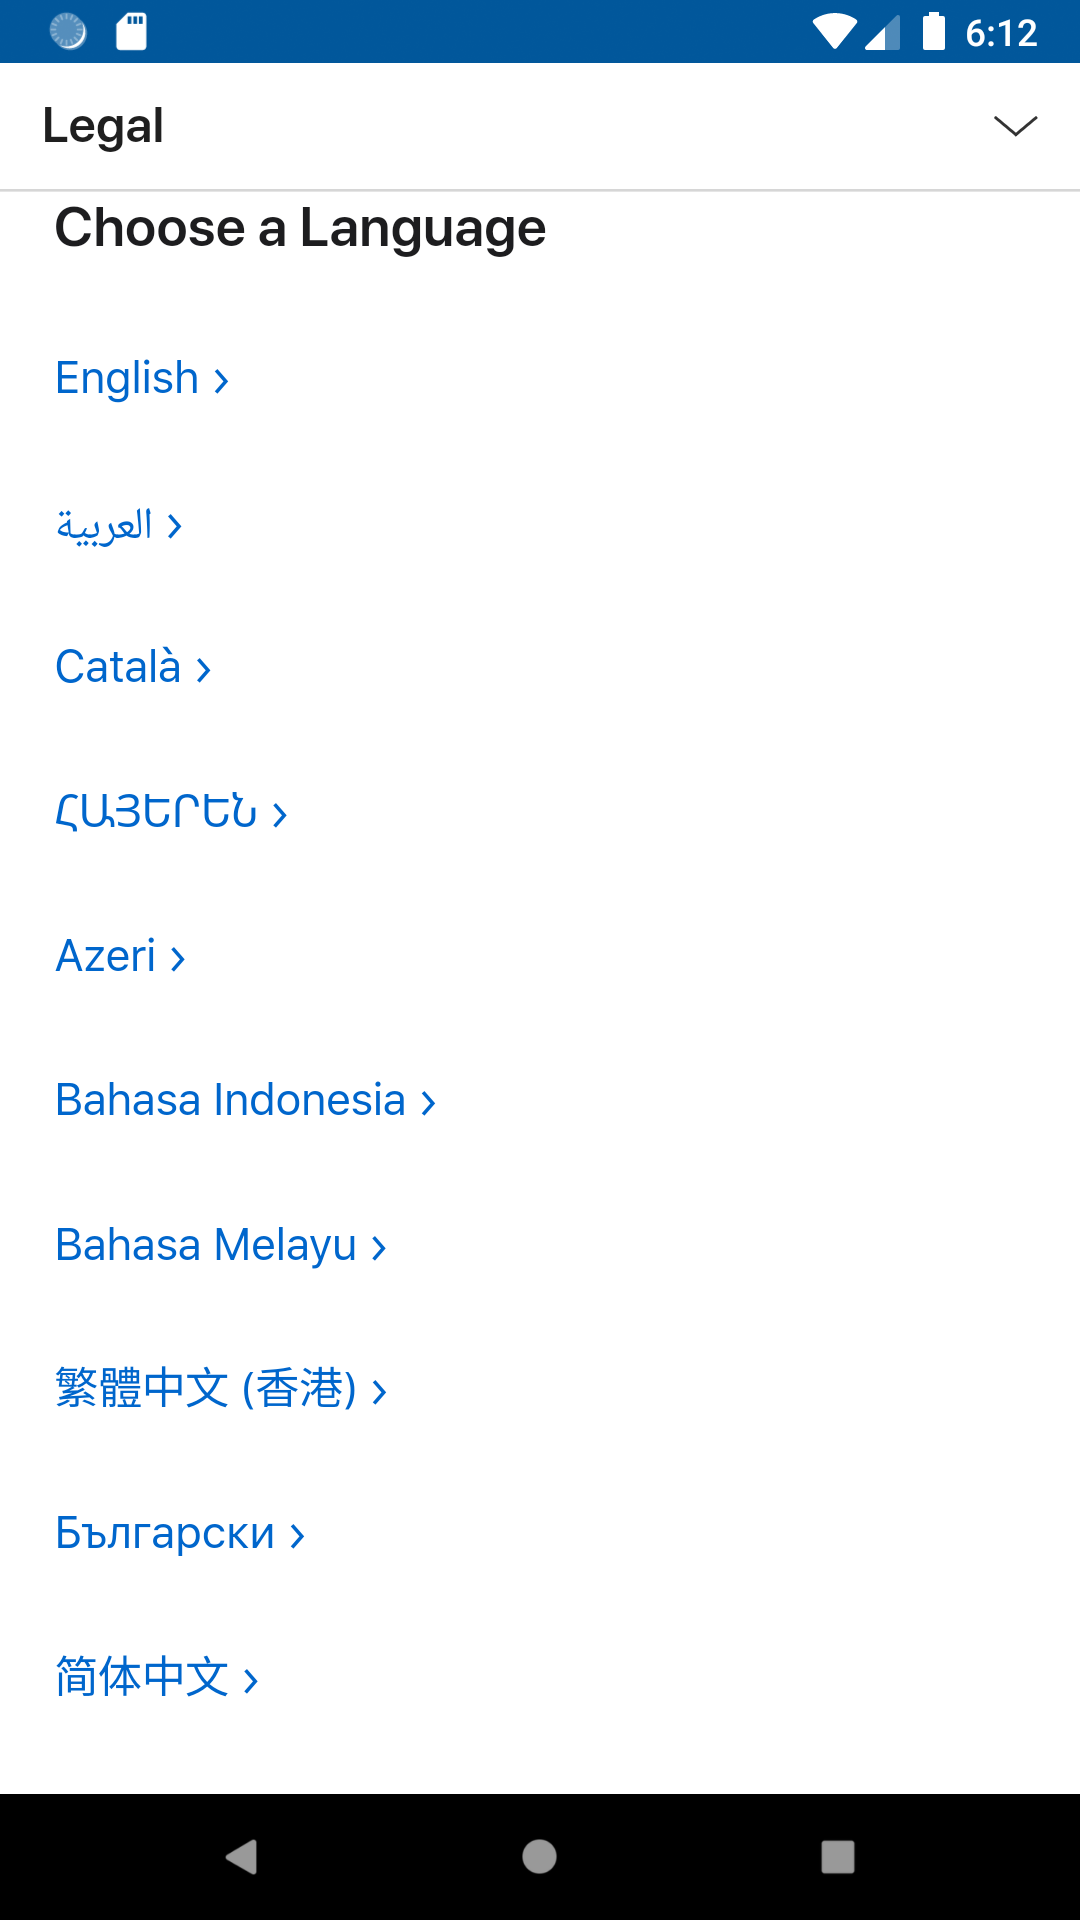 6:12
Legal
Choose a Language
English
العربية
Català
ՀԱՅԵՐԵՆ
Azeri
Bahasa Indonesia
Bahasa Melayu
繁體中文 (香港)
Български
简体中文